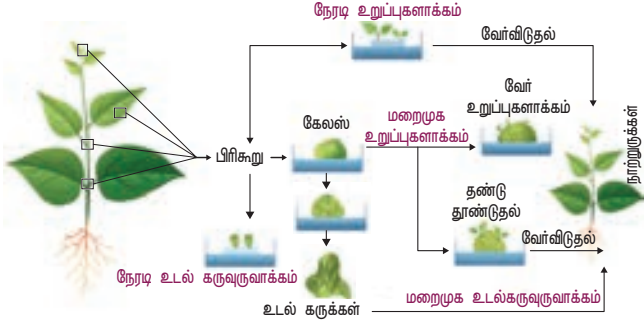 நேரடி உறுப்புகளாக்கம்
வேர்விடுதல்
கேலஸ்
மறைமுக
உறுப்புகளாக்கம்
வேர்
உறுப்புகளாக்கம்
பிரிகூறு
நாற்றுருக்கள்
தண்டு
தூண்டுதல்
வேர்விடுதல்
நேரடி உடல் கருவுருவாக்கம்
உடல் கருக்கள்
மறைமுக உடல்கருவுருவாக்கம்